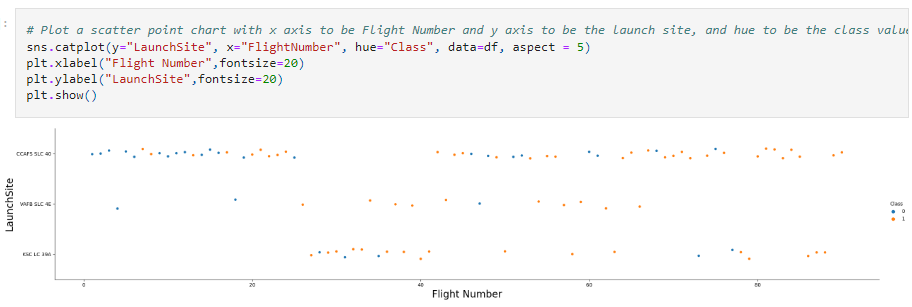 :
# Plot a scatter point chart with x axis to be Flight Number and y axis to be the launch site, and hue to be the class value
sns.catplot(y="LaunchSite", x="FlightNumber", hue="Class", data=df, aspect = 5)
plt.xlabel("Flight Number",fontsize=20)
plt.ylabel("LaunchSite",fontsize=20)
plt.show()
CCAFS SLC 40
VAFB SLC 4E
KSC LC 39A
LaunchSite
Class
0
1
0 20 40 60 80
Flight Number